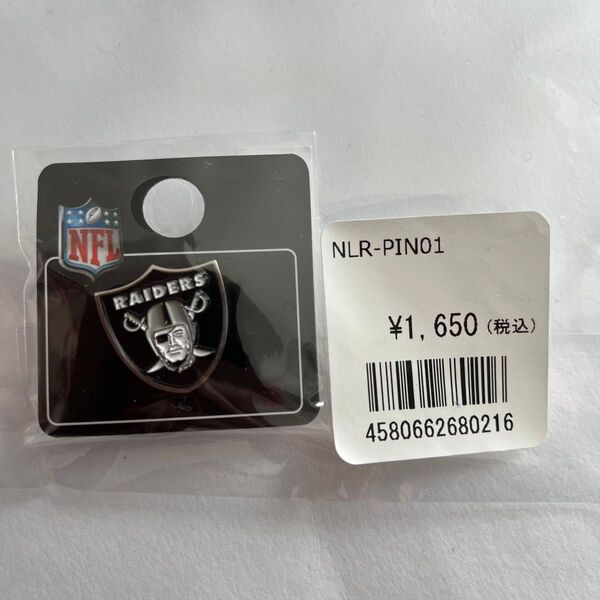 NFL
RAIDERS
NLR-PIN01
¥1,650(税込)
4580662680216